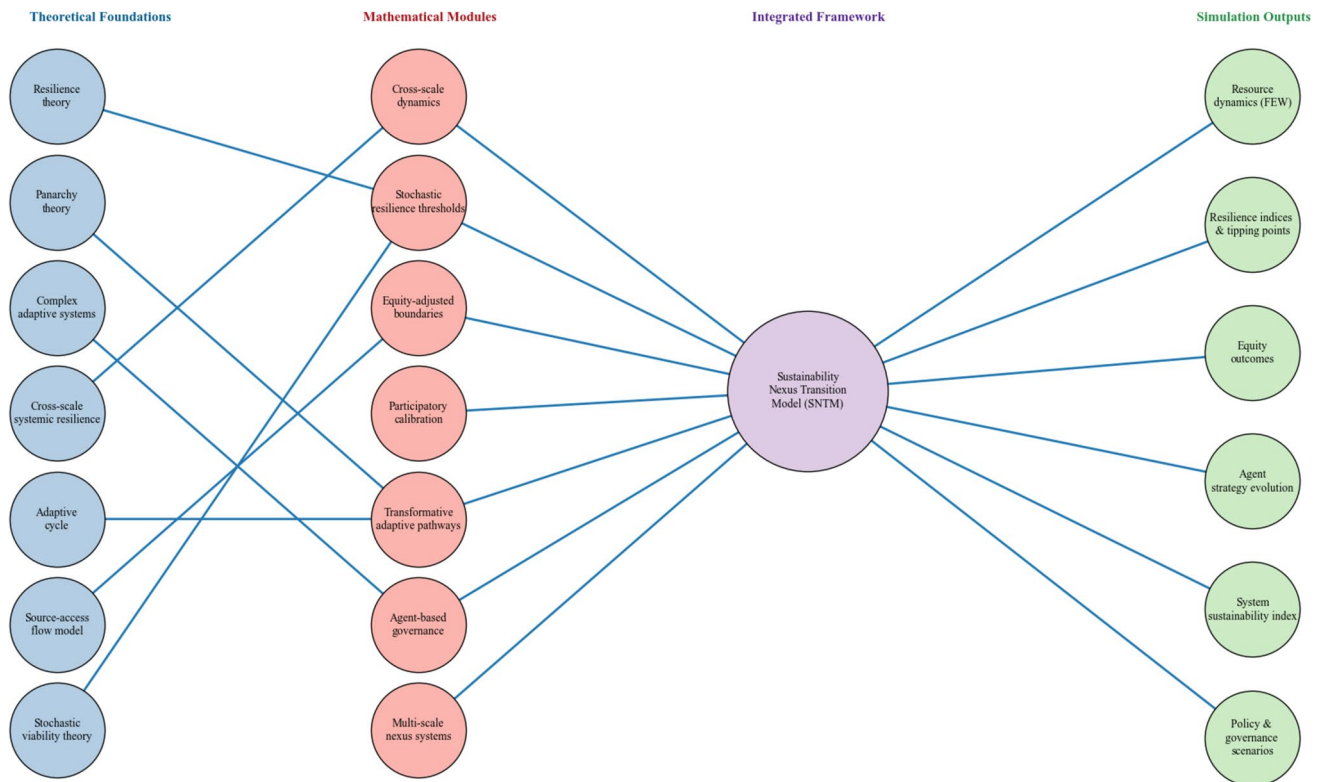 Theoretical Foundations
Mathematical Modules
Integrated Framework
Simulation Outputs
Resilience
theory
Panarchy
theory
Complex
adaptive systems
Cross-scale
systemic resilience
Adaptive
cycle
Source-access
flow model
Stochastic
viability theory
Cross-scale
dynamics
Stochastic
resilience thresholds
Equity-adjusted
boundaries
Participatory
calibration
Transformative
adaptive pathways
Agent-based
governance
Multi-scale
nexus systems
Sustainability
Nexus Transition
Model (SNTM)
Resource
dynamics (FEW)
Resilience indices
& tipping points
Equity
outcomes
Agent
strategy evolution
System
sustainability index
Policy &
governance
scenarios